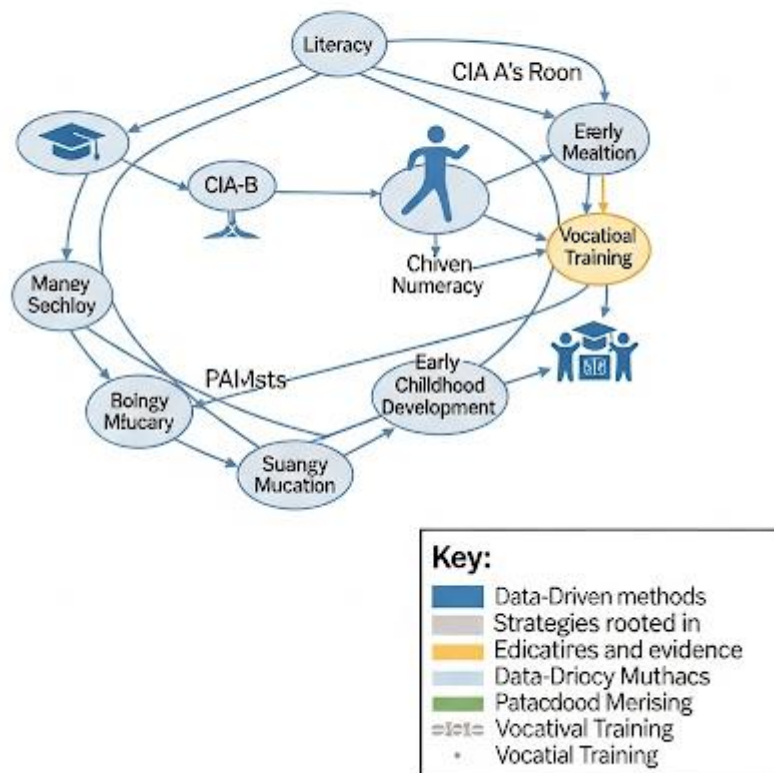 Literacy
CIA A's Roon
Eerly
Mealtion
CIA-B
Vocatioal
Training
Chiven
Numeracy
Maney
Sechloy
PAMsts
Early
Chilldhood
Development
Boingy
Mfucary
Suangy
Mucation
Key:
Data-Driven methods
Strategies rooted in
Edicatires and evidence
Data-Driocy Muthacs
Patacdood Merising
Vocatival Training
Vocatial Training